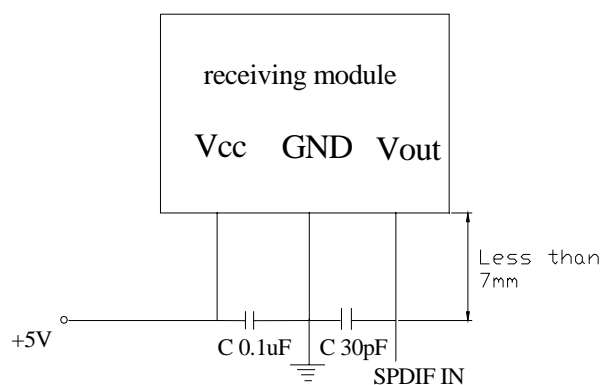 receiving module
Vcc GND Vout
Less than
7mm
+5V
C 0.1uF C 30pF
SPDIF IN